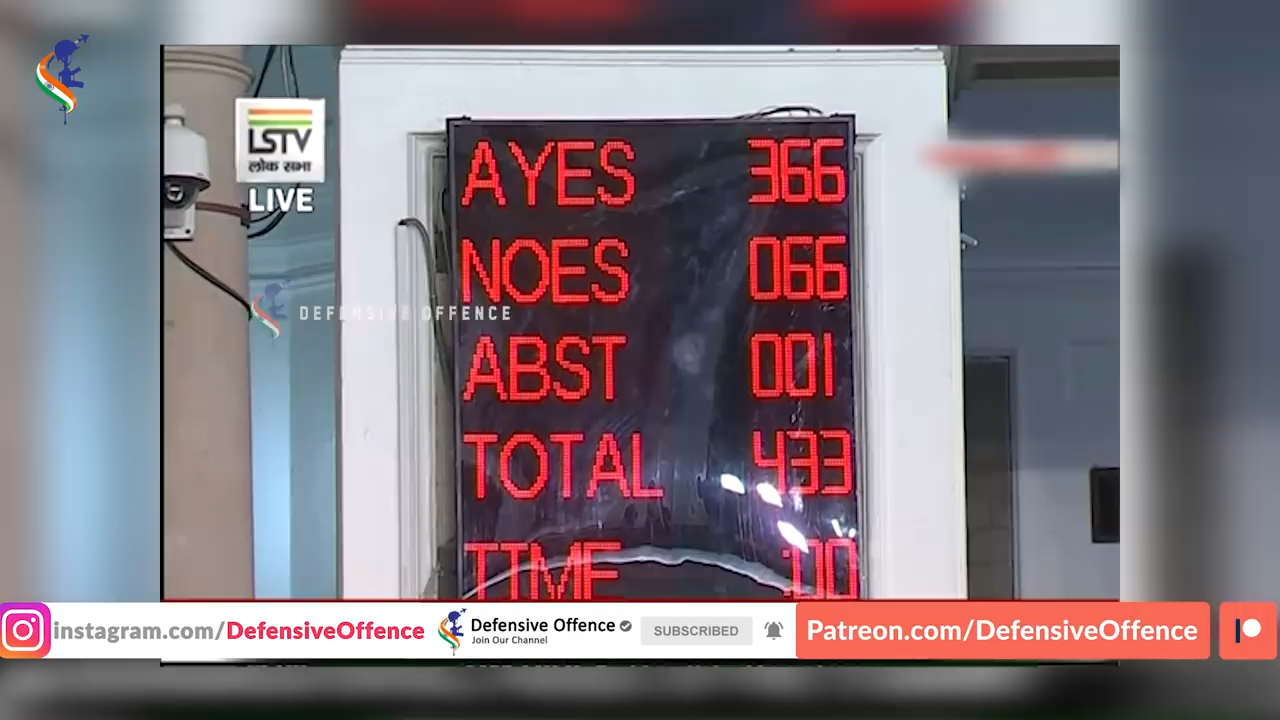 LSTV
लोक सभा
LIVE
AYES 366
NOES 066
DEFENSIVE OFFENCE
ABST 001
TOTAL 433
TIME :00
instagram.com/DefensiveOffence
Defensive Offence
Join Our Channel
SUBSCRIBED
Patreon.com/DefensiveOffence